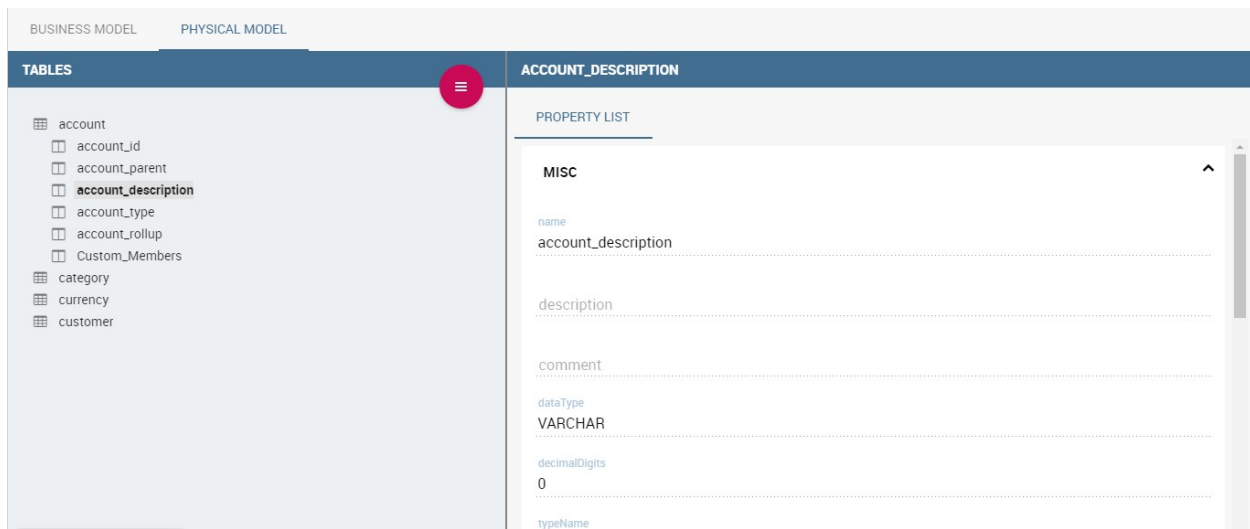 BUSINESS MODEL
PHYSICAL MODEL
TABLES
account
account_id
account_parent
account_description
account_type
account_rollup
Custom_Members
category
currency
customer
ACCOUNT_DESCRIPTION
PROPERTY LIST
MISC
name
account_description
description
comment
dataType
VARCHAR
decimalDigits
0
typeName